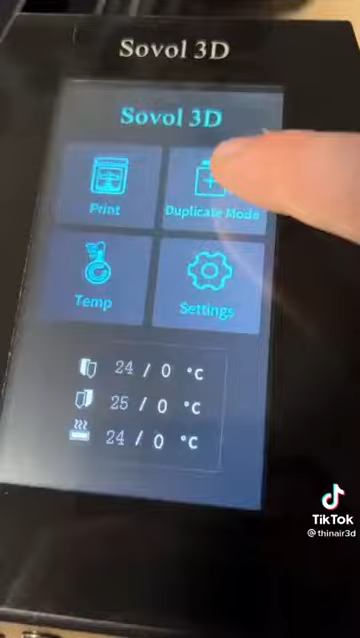 Sovol 3D
Sovol 3D
Print
Duplicate Mode
Temp
Settings
24 / 0 °C
25 / 0 °C
24 / 0 °C
TikTok
@thinair3d